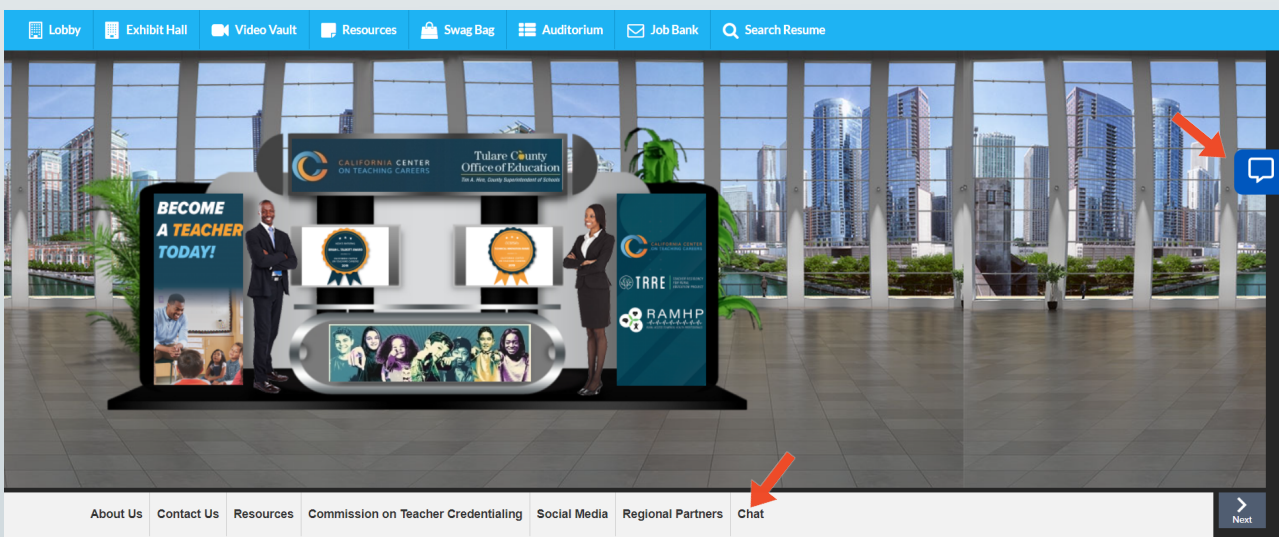 Lobby
Exhibit Hall
Video Vault
Resources
Swag Bag
Auditorium
Job Bank
Search Resume
CALIFORNIA CENTER
ON TEACHING CAREERS
Tulare County
Office of Education
Tim A. Hire, County Superintendent of Schools
BECOME
A TEACHER
TODAY!
CALIFORNIA CENTER
ON TEACHING CAREERS
TRRE
RAMHP
About Us
Contact Us
Resources
Commission on Teacher Credentialing
Social Media
Regional Partners
Chat
Next